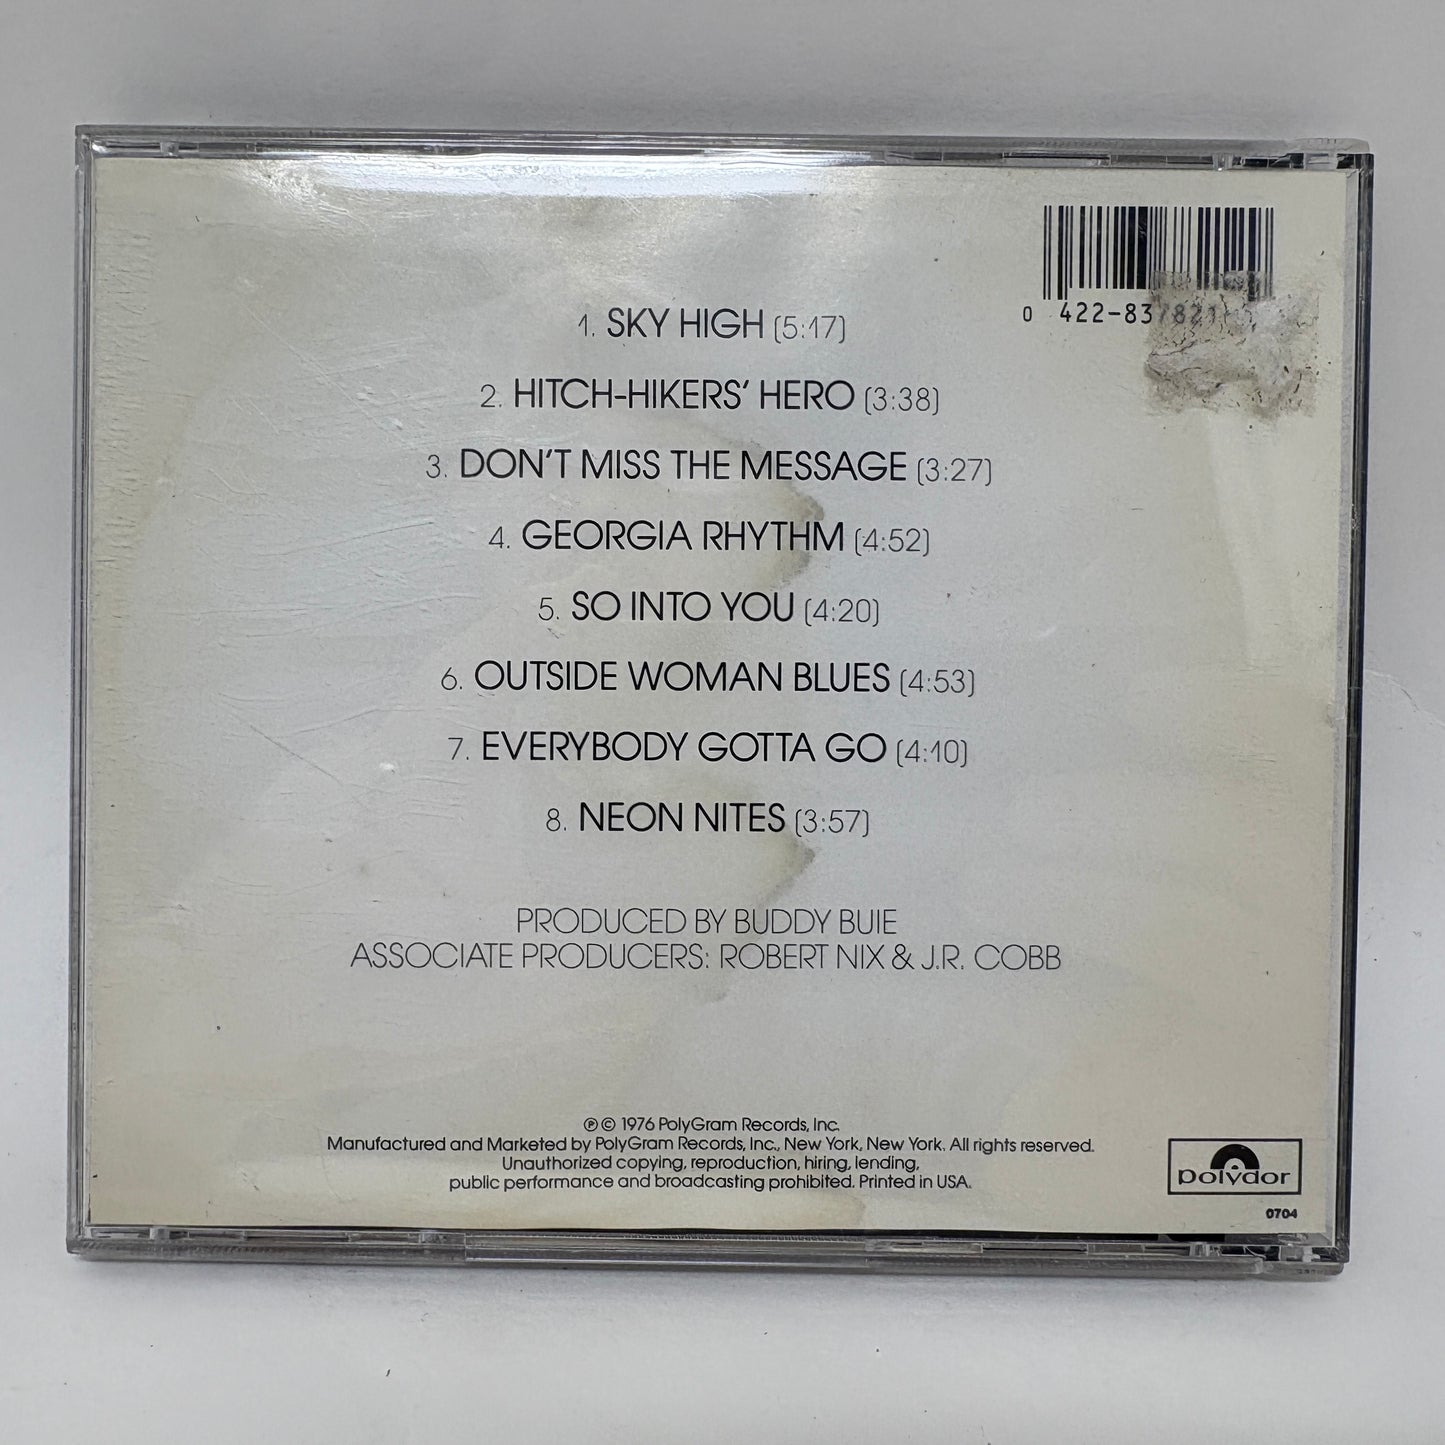 0 422-837821
1. SKY HIGH (5:17)
2. HITCH-HIKERS' HERO (3:38)
3. DON'T MISS THE MESSAGE (3:27)
4. GEORGIA RHYTHM (4:52)
5. SO INTO YOU (4:20)
6. OUTSIDE WOMAN BLUES (4:53)
7. EVERYBODY GOTTA GO (4:10)
8. NEON NITES (3:57)
PRODUCED BY BUDDY BUIE
ASSOCIATE PRODUCERS: ROBERT NIX & J.R. COBB
℗ © 1976 PolyGram Records, Inc.
Manufactured and Marketed by PolyGram Records, Inc., New York, New York. All rights reserved.
Unauthorized copying, reproduction, hiring, lending,
public performance and broadcasting prohibited. Printed in USA.
polydor
0704